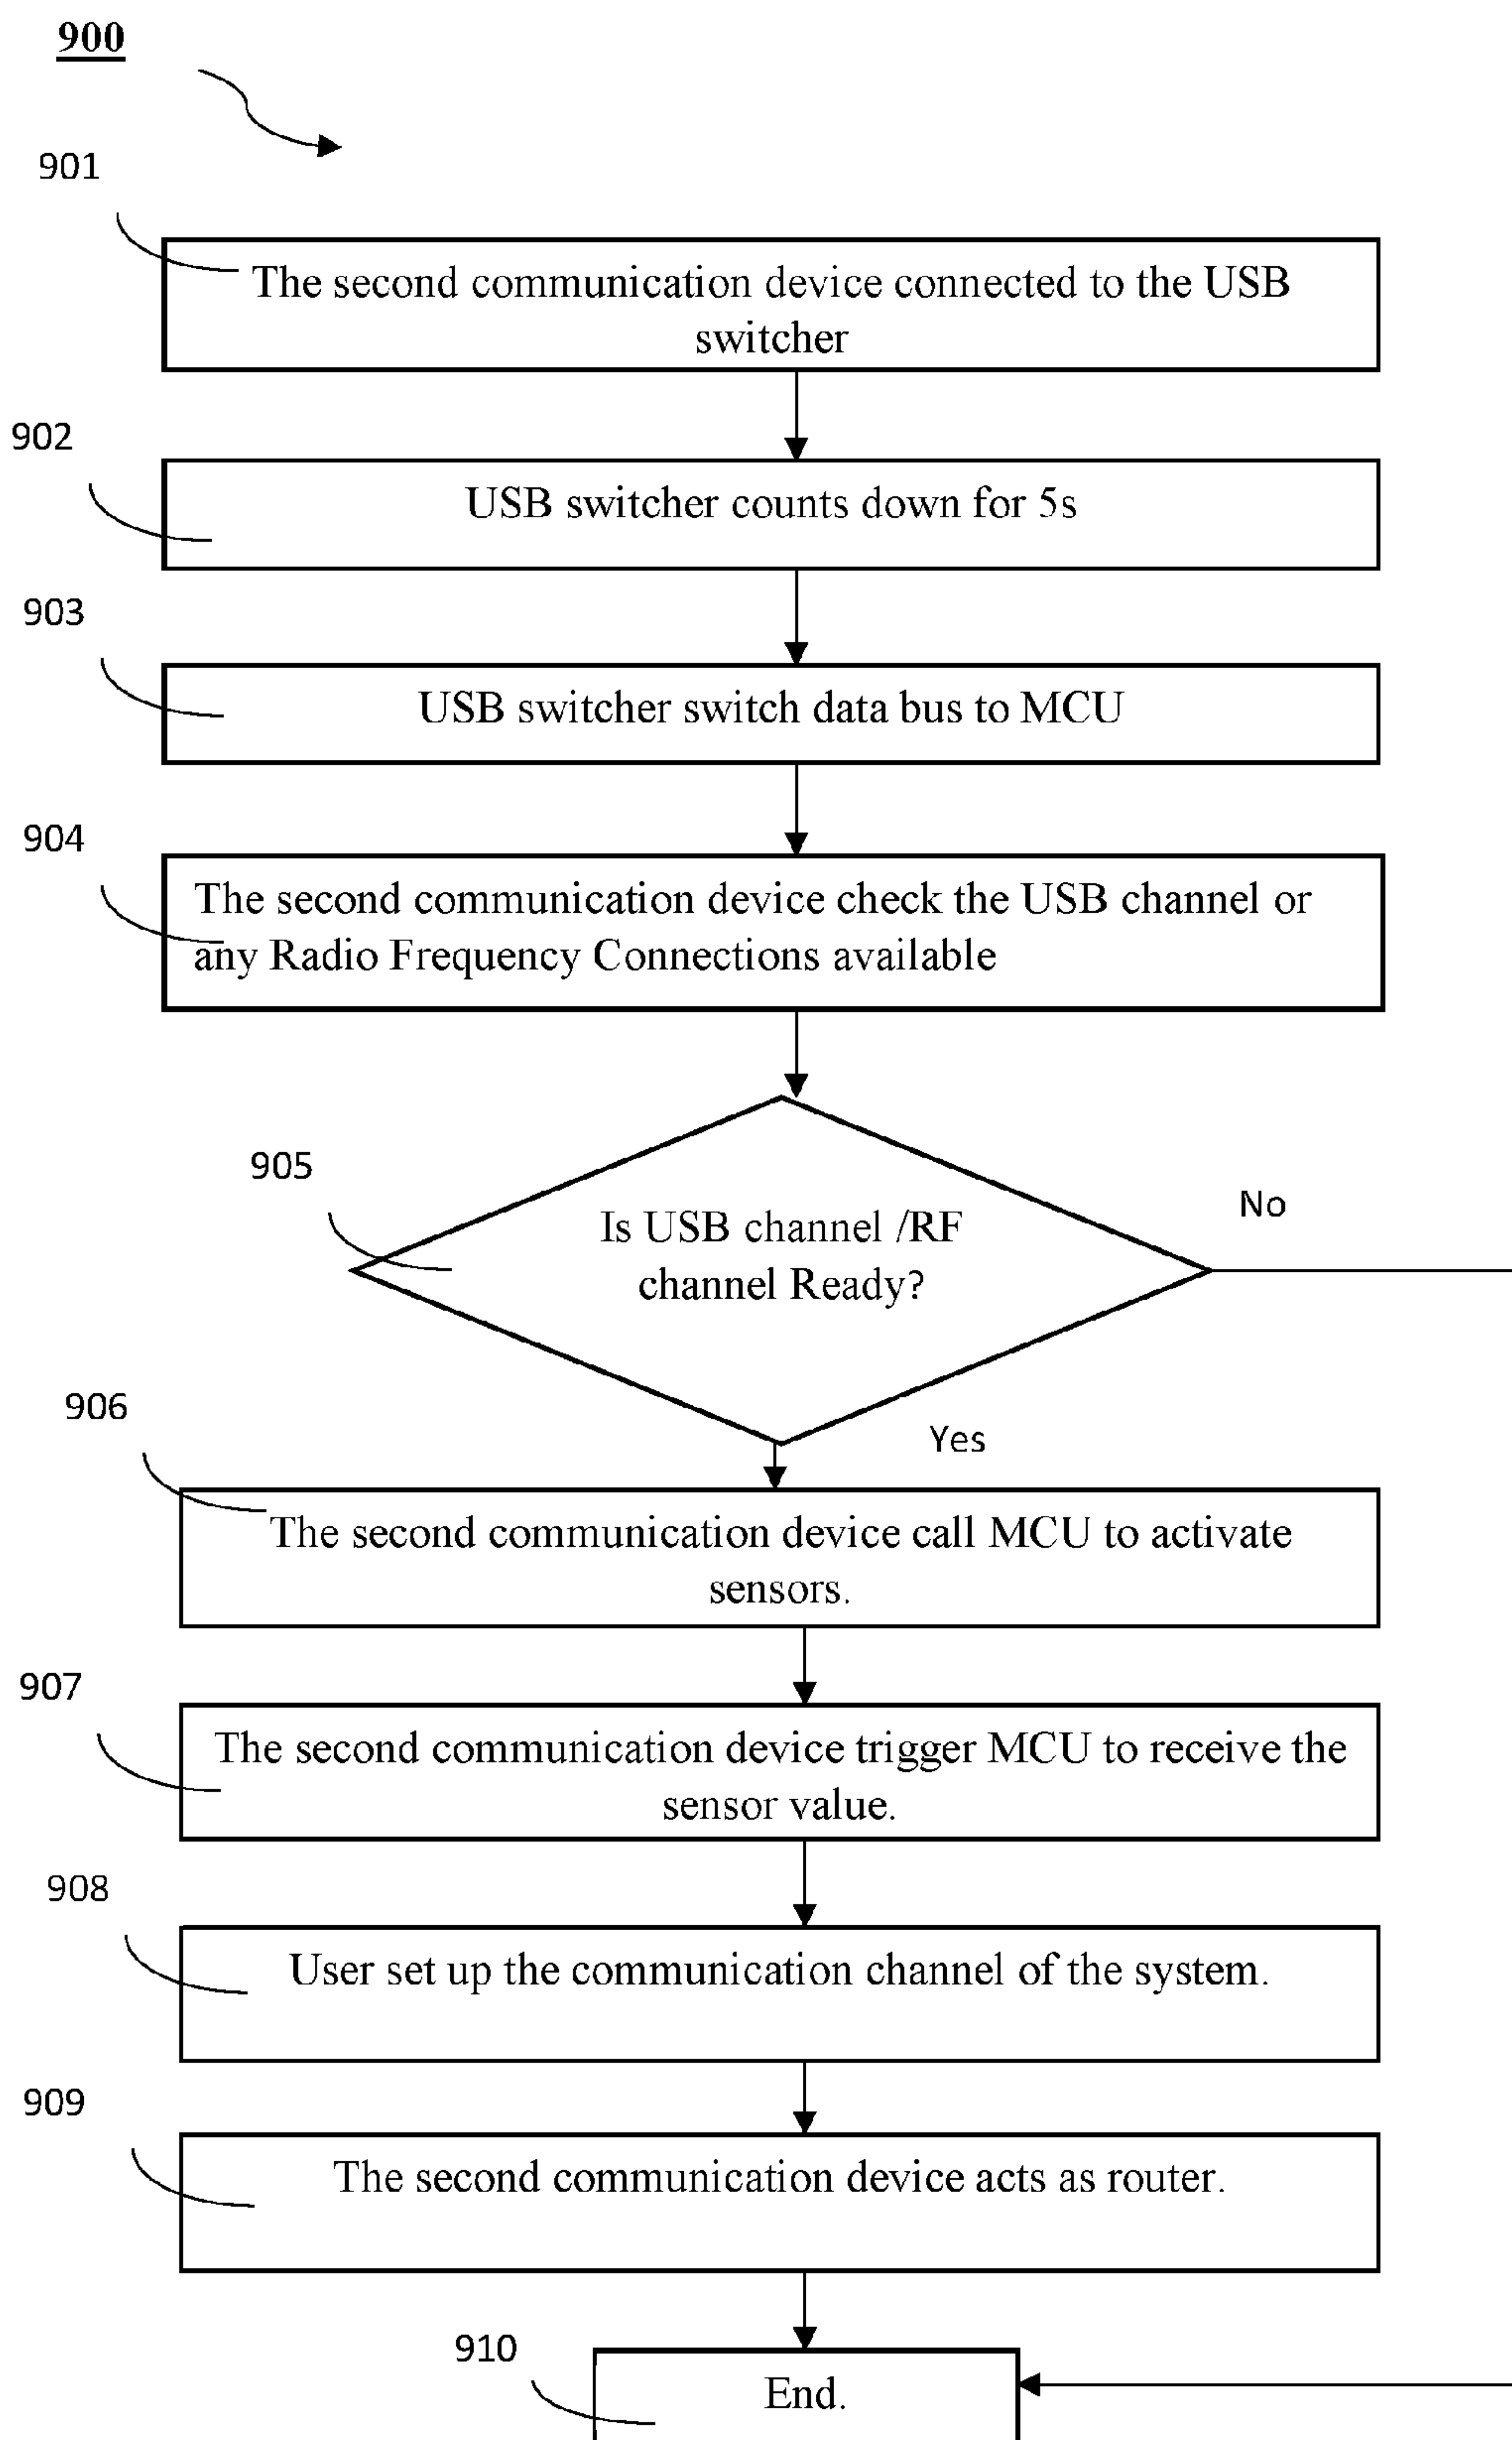 900
901
The second communication device connected to the USB
switcher
902
USB switcher counts down for 5s
903
USB switcher switch data bus to MCU
904
The second communication device check the USB channel or
any Radio Frequency Connections available
905
Is USB channel /RF
channel Ready?
No
Yes
906
The second communication device call MCU to activate
sensors.
907
The second communication device trigger MCU to receive the
sensor value.
908
User set up the communication channel of the system.
909
The second communication device acts as router.
910
End.